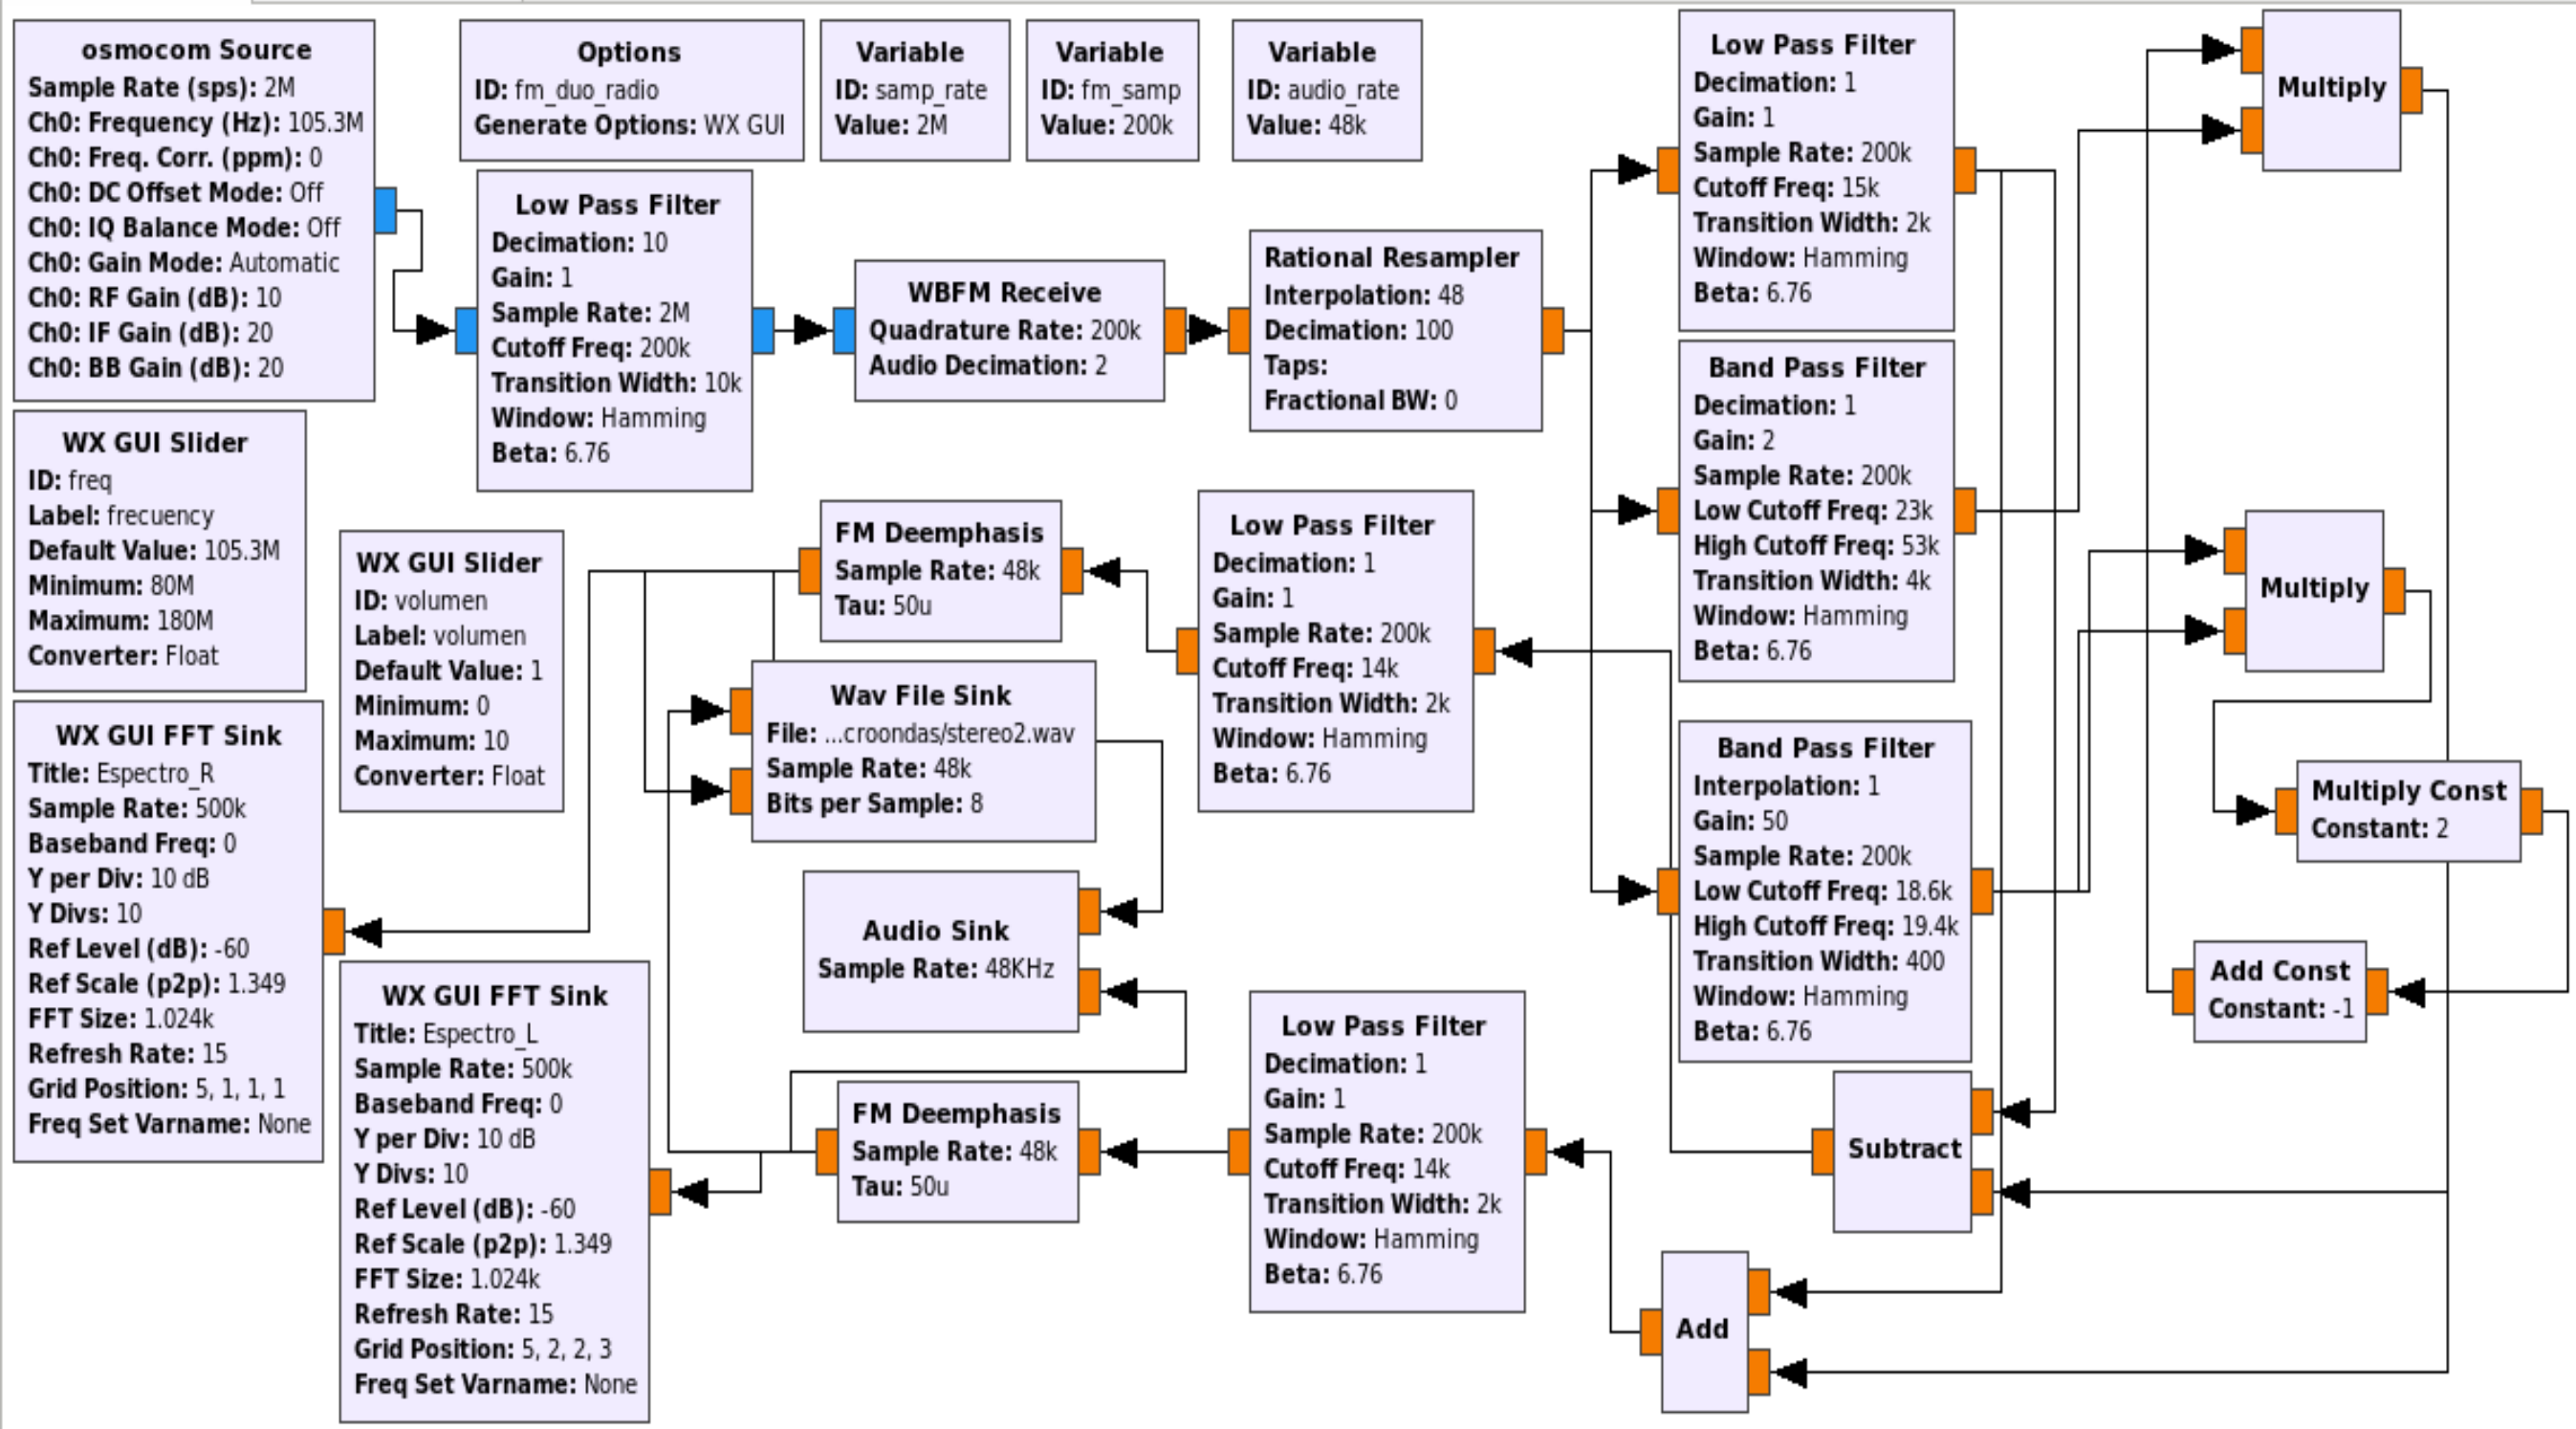 osmocom Source
Sample Rate (sps): 2M
Ch0: Frequency (Hz): 105.3M
Ch0: Freq. Corr. (ppm): 0
Ch0: DC Offset Mode: Off
Ch0: IQ Balance Mode: Off
Ch0: Gain Mode: Automatic
Ch0: RF Gain (dB): 10
Ch0: IF Gain (dB): 20
Ch0: BB Gain (dB): 20
Options
ID: fm_duo_radio
Generate Options: WX GUI
Variable
ID: samp_rate
Value: 2M
Variable
ID: fm_samp
Value: 200k
Variable
ID: audio_rate
Value: 48k
Low Pass Filter
Decimation: 10
Gain: 1
Sample Rate: 2M
Cutoff Freq: 200k
Transition Width: 10k
Window: Hamming
Beta: 6.76
WBFM Receive
Quadrature Rate: 200k
Audio Decimation: 2
Rational Resampler
Interpolation: 48
Decimation: 100
Taps:
Fractional BW: 0
Low Pass Filter
Decimation: 1
Gain: 1
Sample Rate: 200k
Cutoff Freq: 15k
Transition Width: 2k
Window: Hamming
Beta: 6.76
Multiply
Band Pass Filter
Decimation: 1
Gain: 2
Sample Rate: 200k
Low Cutoff Freq: 23k
High Cutoff Freq: 53k
Transition Width: 4k
Window: Hamming
Beta: 6.76
Multiply
WX GUI Slider
ID: freq
Label: frecuency
Default Value: 105.3M
Minimum: 80M
Maximum: 180M
Converter: Float
WX GUI Slider
ID: volumen
Label: volumen
Default Value: 1
Minimum: 0
Maximum: 10
Converter: Float
FM Deemphasis
Sample Rate: 48k
Tau: 50u
Low Pass Filter
Decimation: 1
Gain: 1
Sample Rate: 200k
Cutoff Freq: 14k
Transition Width: 2k
Window: Hamming
Beta: 6.76
Wav File Sink
File: ...croondas/stereo2.wav
Sample Rate: 48k
Bits per Sample: 8
Band Pass Filter
Interpolation: 1
Gain: 50
Sample Rate: 200k
Low Cutoff Freq: 18.6k
High Cutoff Freq: 19.4k
Transition Width: 400
Window: Hamming
Beta: 6.76
Multiply Const
Constant: 2
Add Const
Constant: -1
WX GUI FFT Sink
Title: Espectro_R
Sample Rate: 500k
Baseband Freq: 0
Y per Div: 10 dB
Y Divs: 10
Ref Level (dB): -60
Ref Scale (p2p): 1.349
FFT Size: 1.024k
Refresh Rate: 15
Grid Position: 5, 1, 1, 1
Freq Set Varname: None
Audio Sink
Sample Rate: 48KHz
WX GUI FFT Sink
Title: Espectro_L
Sample Rate: 500k
Baseband Freq: 0
Y per Div: 10 dB
Y Divs: 10
Ref Level (dB): -60
Ref Scale (p2p): 1.349
FFT Size: 1.024k
Refresh Rate: 15
Grid Position: 5, 2, 2, 3
Freq Set Varname: None
FM Deemphasis
Sample Rate: 48k
Tau: 50u
Low Pass Filter
Decimation: 1
Gain: 1
Sample Rate: 200k
Cutoff Freq: 14k
Transition Width: 2k
Window: Hamming
Beta: 6.76
Subtract
Add